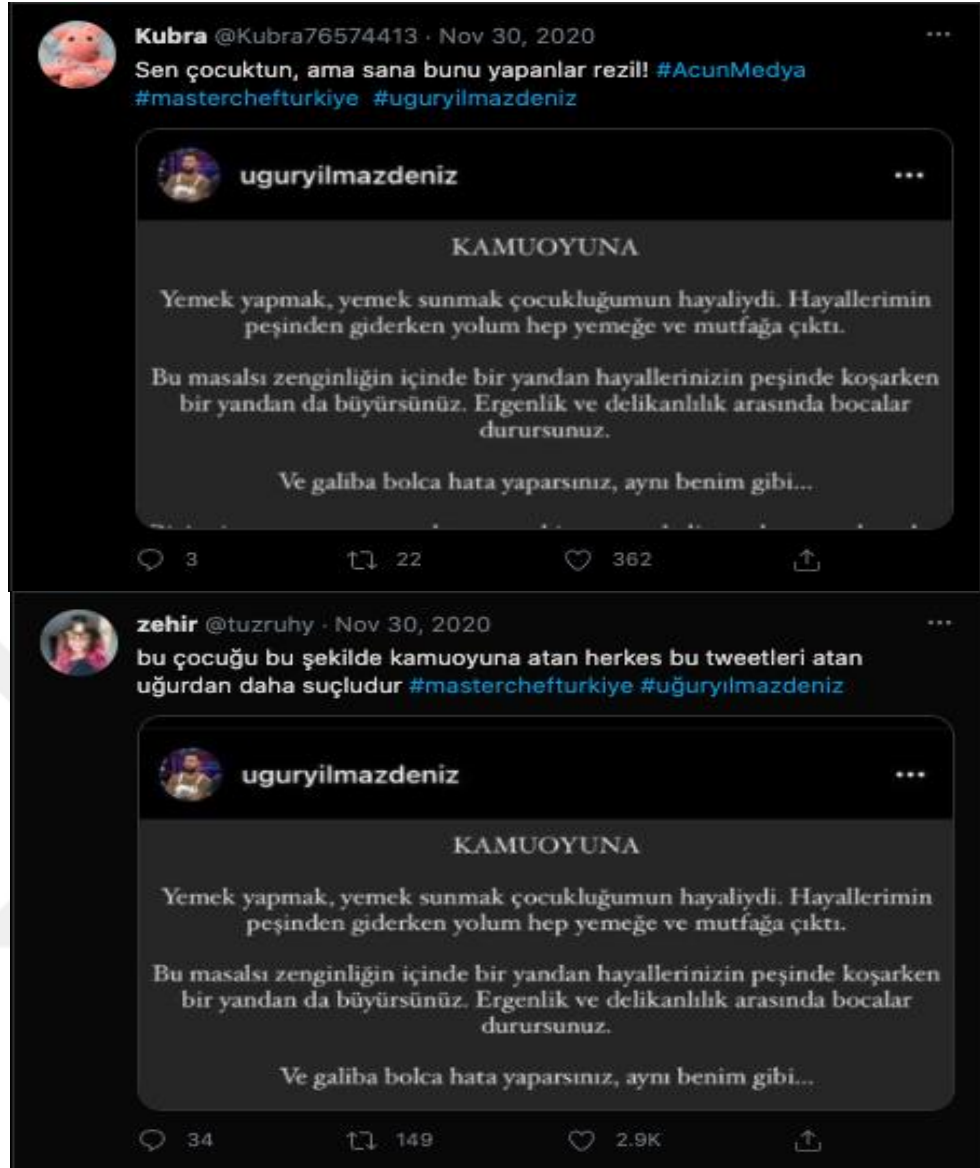 Kubra @Kubra76574413 · Nov 30, 2020
Sen çocuktun, ama sana bunu yapanlar rezil! #AcunMedya
#masterchefturkiye #uguryilmazdeniz
uguryilmazdeniz
KAMUOYUNA
Yemek yapmak, yemek sunmak çocukluğumun hayaliydi. Hayallerimin
peşinden giderken yolum hep yemeğe ve mutfağa çıktı.
Bu masalsı zenginliğin içinde bir yandan hayallerinizin peşinde koşarken
bir yandan da büyürsünüz. Ergenlik ve delikanlılık arasında bocalar
durursunuz.
Ve galiba bolca hata yaparsınız, aynı benim gibi...
3 22 362
zehir @tuzruhy · Nov 30, 2020
bu çocuğu bu şekilde kamuoyuna atan herkes bu tweetleri atan
uğurdan daha suçludur #masterchefturkiye #uğuryılmazdeniz
uguryilmazdeniz
KAMUOYUNA
Yemek yapmak, yemek sunmak çocukluğumun hayaliydi. Hayallerimin
peşinden giderken yolum hep yemeğe ve mutfağa çıktı.
Bu masalsı zenginliğin içinde bir yandan hayallerinizin peşinde koşarken
bir yandan da büyürsünüz. Ergenlik ve delikanlılık arasında bocalar
durursunuz.
Ve galiba bolca hata yaparsınız, aynı benim gibi...
34 149 2.9K